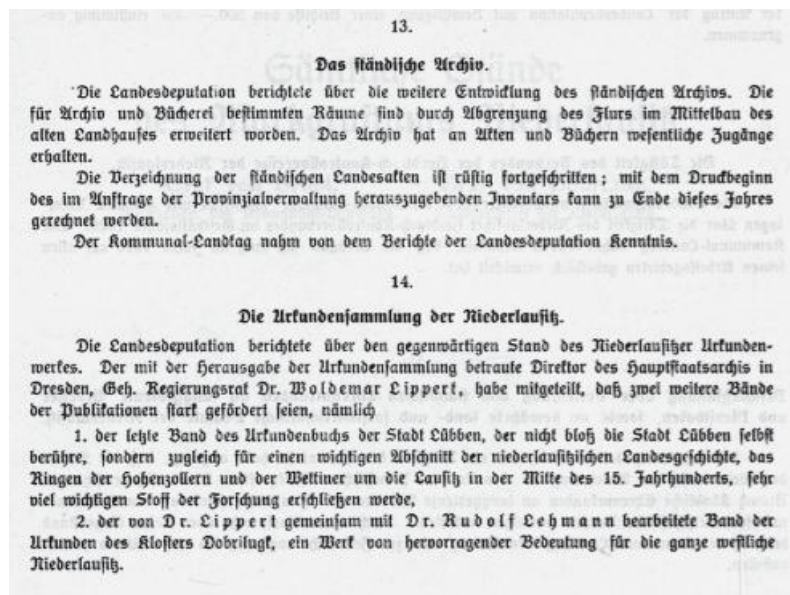 13.
Das ständische Archiv.
Die Landesdeputation berichtete über die weitere Entwicklung des ständischen Archivs. Die
für Archiv und Bücherei bestimmten Räume sind durch Abgrenzung des Flurs im Mittelbau des
alten Landhauses erweitert worden. Das Archiv hat an Akten und Büchern wesentliche Zugänge
erhalten.
Die Verzeichnung der ständischen Landesakten ist rüstig fortgeschritten; mit dem Druckbeginn
des im Auftrage der Provinzialverwaltung herauszugebenden Inventars kann zu Ende dieses Jahres
gerechnet werden.
Der Kommunal-Landtag nahm von dem Berichte der Landesdeputation Kenntnis.
14.
Die Urkundensammlung der Niederlausitz.
Die Landesdeputation berichtete über den gegenwärtigen Stand des Niederlausitzer Urkunden-
werkes. Der mit der Herausgabe der Urkundensammlung betraute Direktor des Hauptstaatsarchis in
Dresden, Geh. Regierungsrat Dr. Woldemar Lippert, habe mitgeteilt, daß zwei weitere Bände
der Publikationen stark gefördert seien, nämlich
1. der letzte Band des Urkundenbuchs der Stadt Lübben, der nicht bloß die Stadt Lübben selbst
berühre, sondern zugleich für einen wichtigen Abschnitt der niederlausitzischen Landesgeschichte, das
Ringen der Hohenzollern und der Wettiner um die Lausitz in der Mitte des 15. Jahrhunderts, sehr
viel wichtigen Stoff der Forschung erschließen werde,
2. der von Dr. Lippert gemeinsam mit Dr. Rudolf Lehmann bearbeitete Band der
Urkunden des Klosters Dobrilugk, ein Werk von hervorragender Bedeutung für die ganze westliche
Niederlausitz.